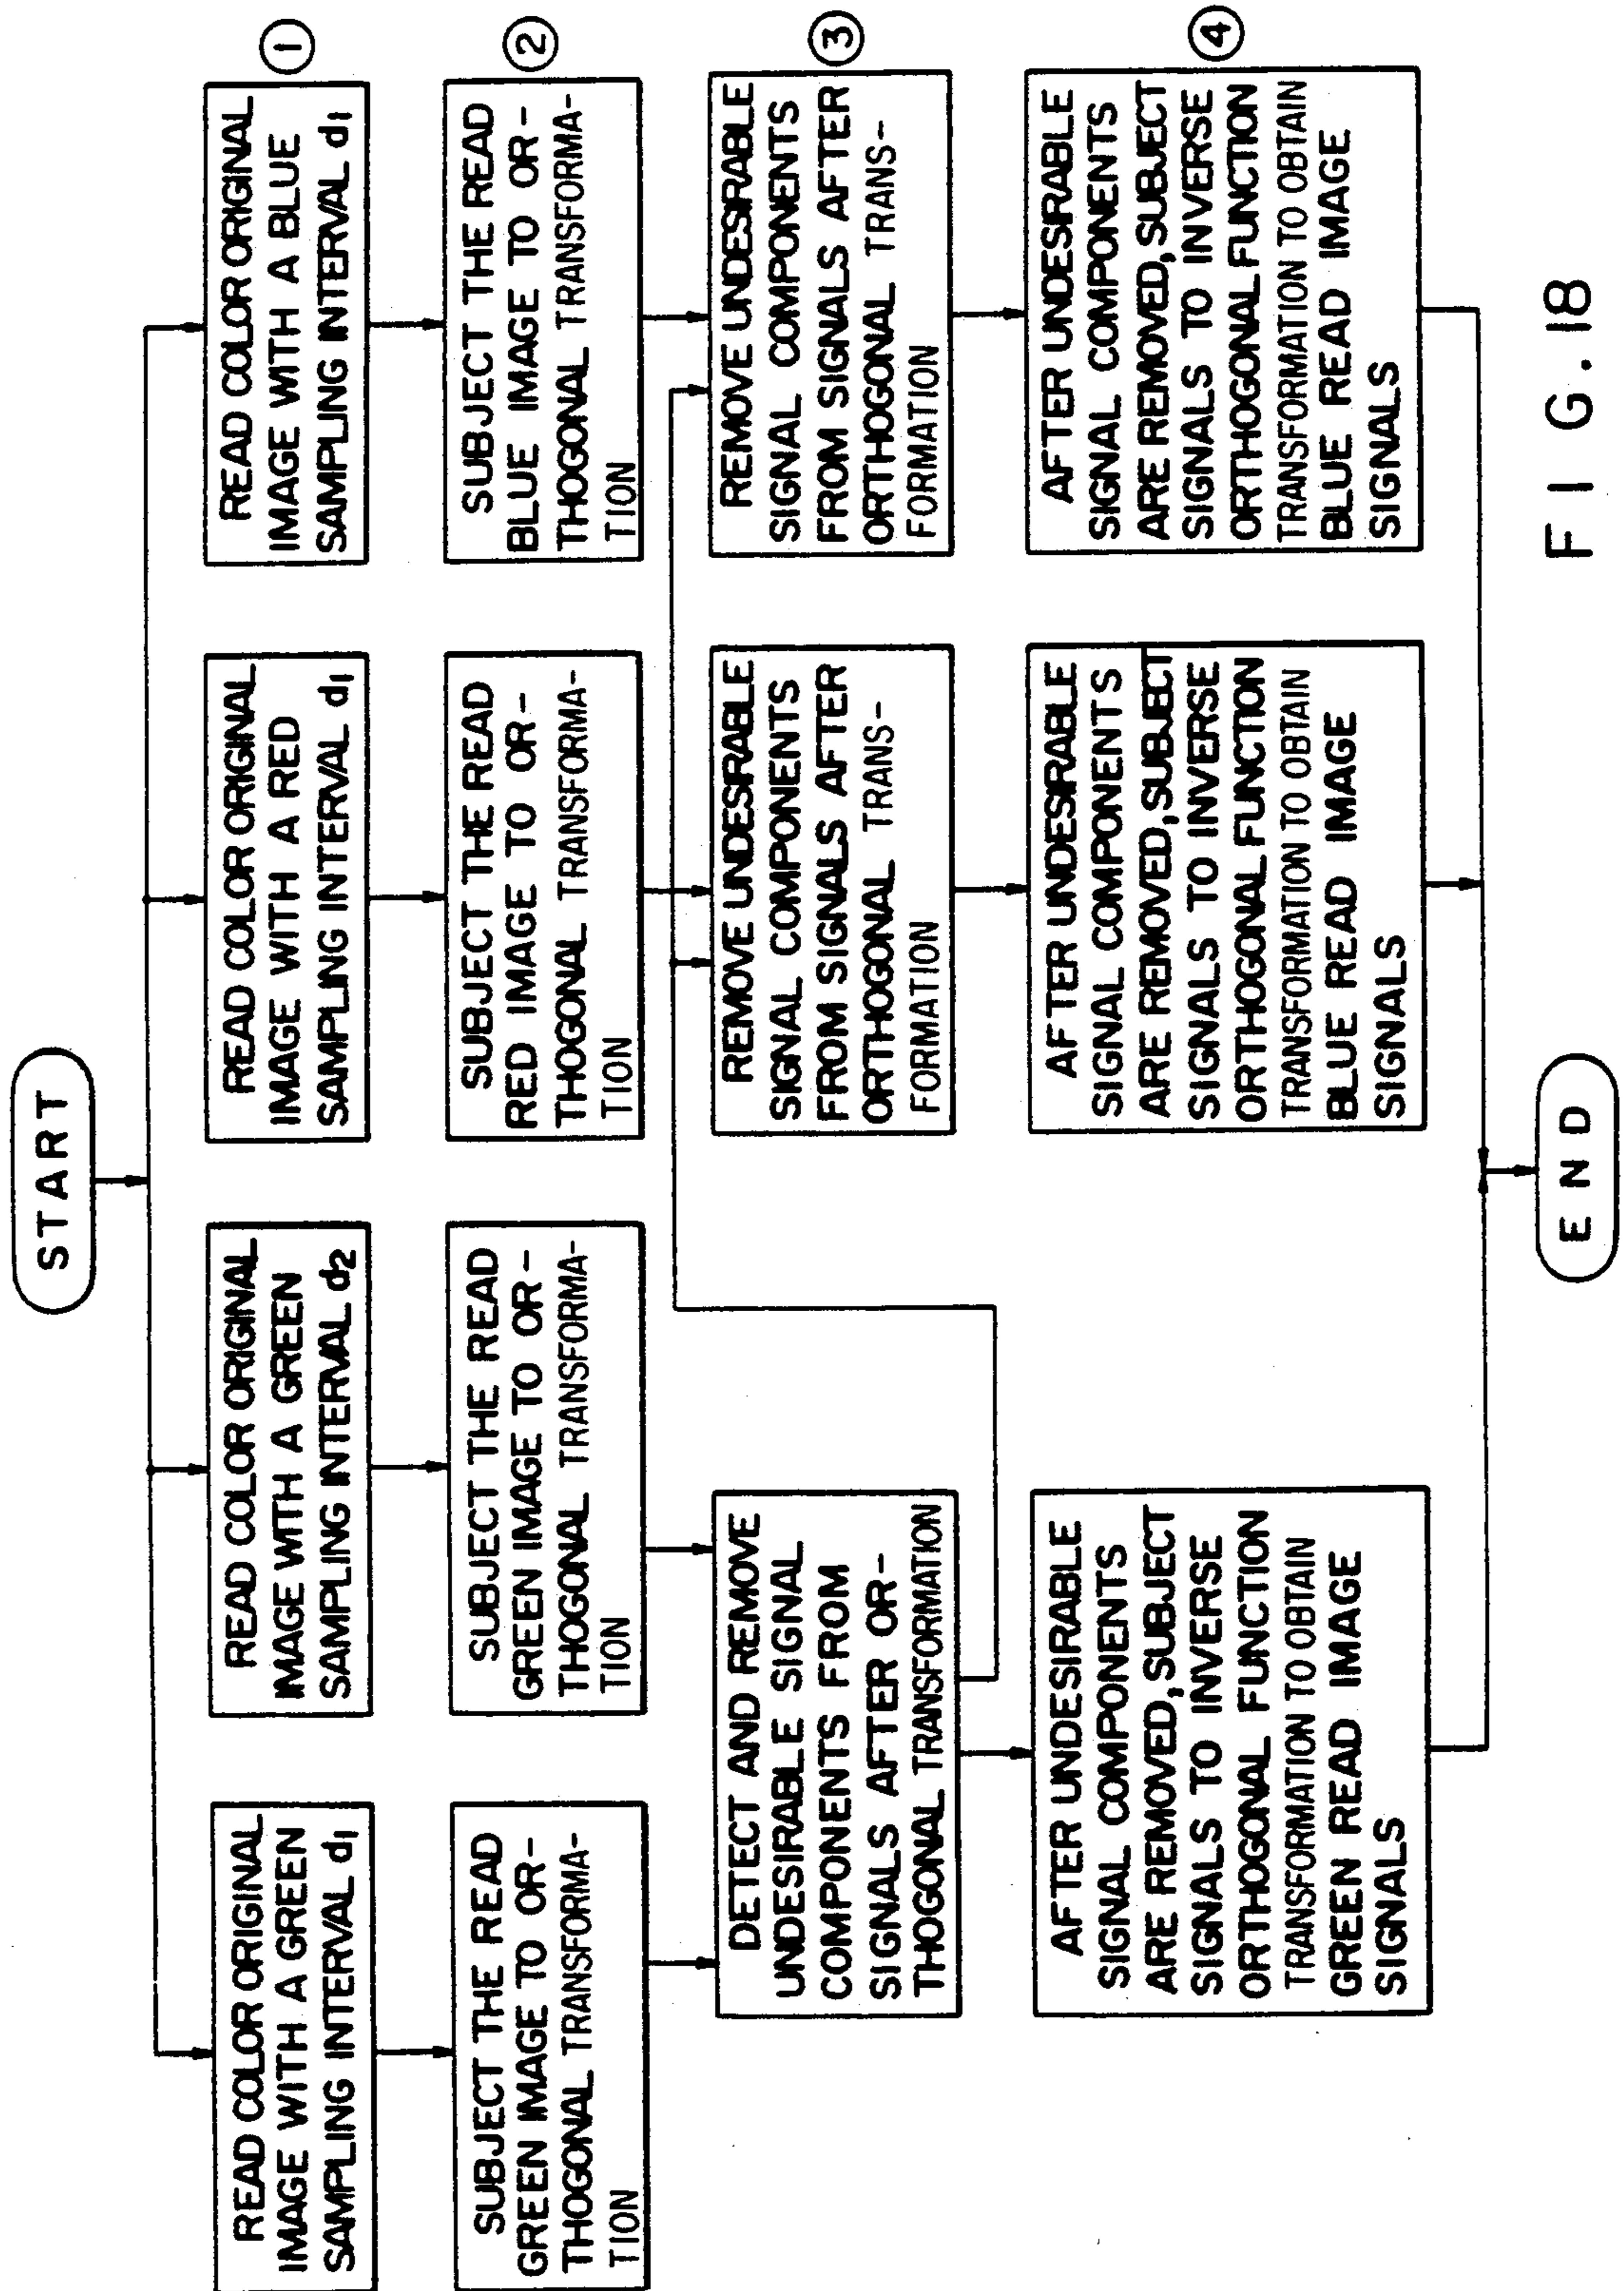 START
READ COLOR ORIGINAL
IMAGE WITH A GREEN
SAMPLING INTERVAL d1
READ COLOR ORIGINAL
IMAGE WITH A GREEN
SAMPLING INTERVAL d2
READ COLOR ORIGINAL
IMAGE WITH A RED
SAMPLING INTERVAL d1
READ COLOR ORIGINAL
IMAGE WITH A BLUE
SAMPLING INTERVAL d1
1
SUBJECT THE READ
GREEN IMAGE TO OR-
THOGONAL TRANSFORMA-
TION
SUBJECT THE READ
GREEN IMAGE TO OR-
THOGONAL TRANSFORMA-
TION
SUBJECT THE READ
RED IMAGE TO OR-
THOGONAL TRANSFORMA-
TION
SUBJECT THE READ
BLUE IMAGE TO OR-
THOGONAL TRANSFORMA-
TION
2
DETECT AND REMOVE
UNDESIRABLE SIGNAL
COMPONENTS FROM
SIGNALS AFTER OR-
THOGONAL TRANSFORMATION
REMOVE UNDESIRABLE
SIGNAL COMPONENTS
FROM SIGNALS AFTER
ORTHOGONAL TRANS-
FORMATION
REMOVE UNDESIRABLE
SIGNAL COMPONENTS
FROM SIGNALS AFTER
ORTHOGONAL TRANS-
FORMATION
3
AFTER UNDESIRABLE
SIGNAL COMPONENTS
ARE REMOVED, SUBJECT
SIGNALS TO INVERSE
ORTHOGONAL FUNCTION
TRANSFORMATION TO OBTAIN
GREEN READ IMAGE
SIGNALS
AFTER UNDESIRABLE
SIGNAL COMPONENTS
ARE REMOVED, SUBJECT
SIGNALS TO INVERSE
ORTHOGONAL FUNCTION
TRANSFORMATION TO OBTAIN
BLUE READ IMAGE
SIGNALS
AFTER UNDESIRABLE
SIGNAL COMPONENTS
ARE REMOVED, SUBJECT
SIGNALS TO INVERSE
ORTHOGONAL FUNCTION
TRANSFORMATION TO OBTAIN
BLUE READ IMAGE
SIGNALS
4
END
FIG. 18